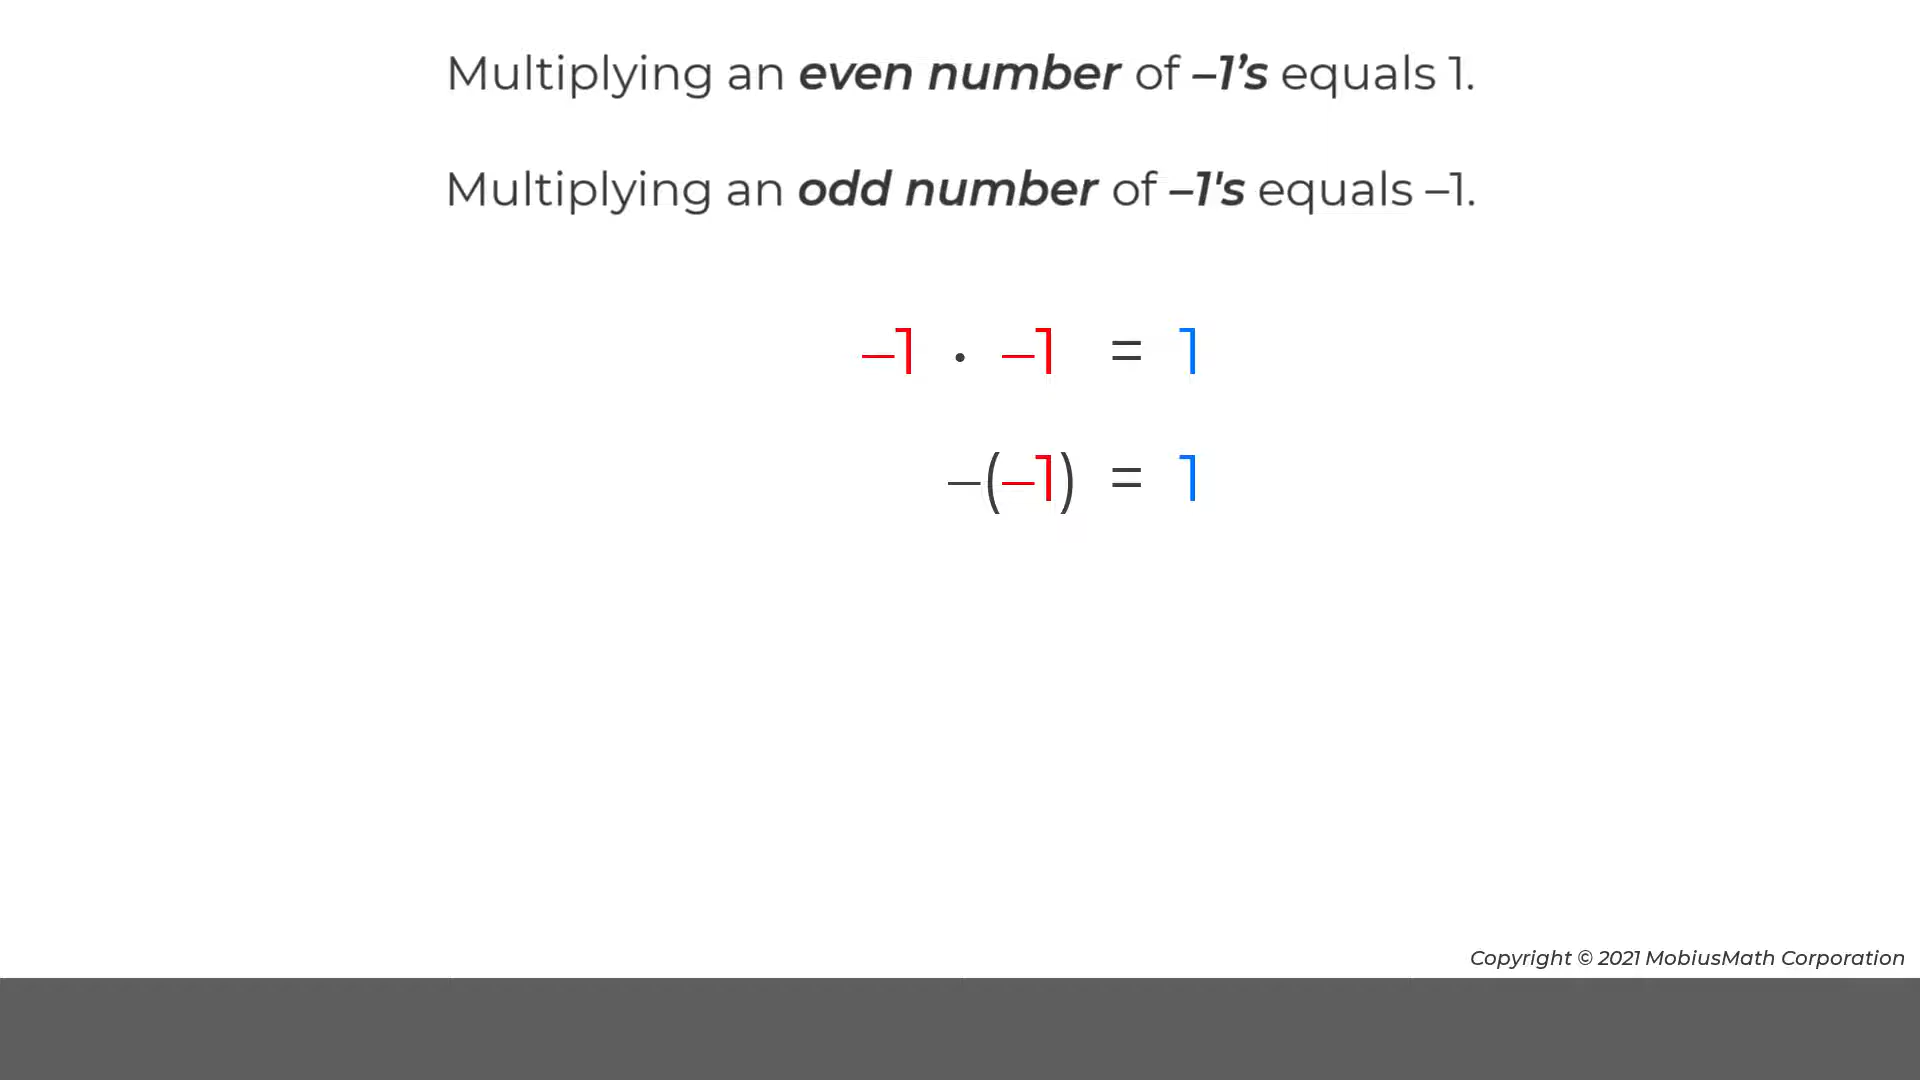 Multiplying an even number of –1’s equals 1.
Multiplying an odd number of –1's equals –1.
–1 · –1 = 1
–(–1) = 1
Copyright © 2021 MobiusMath Corporation